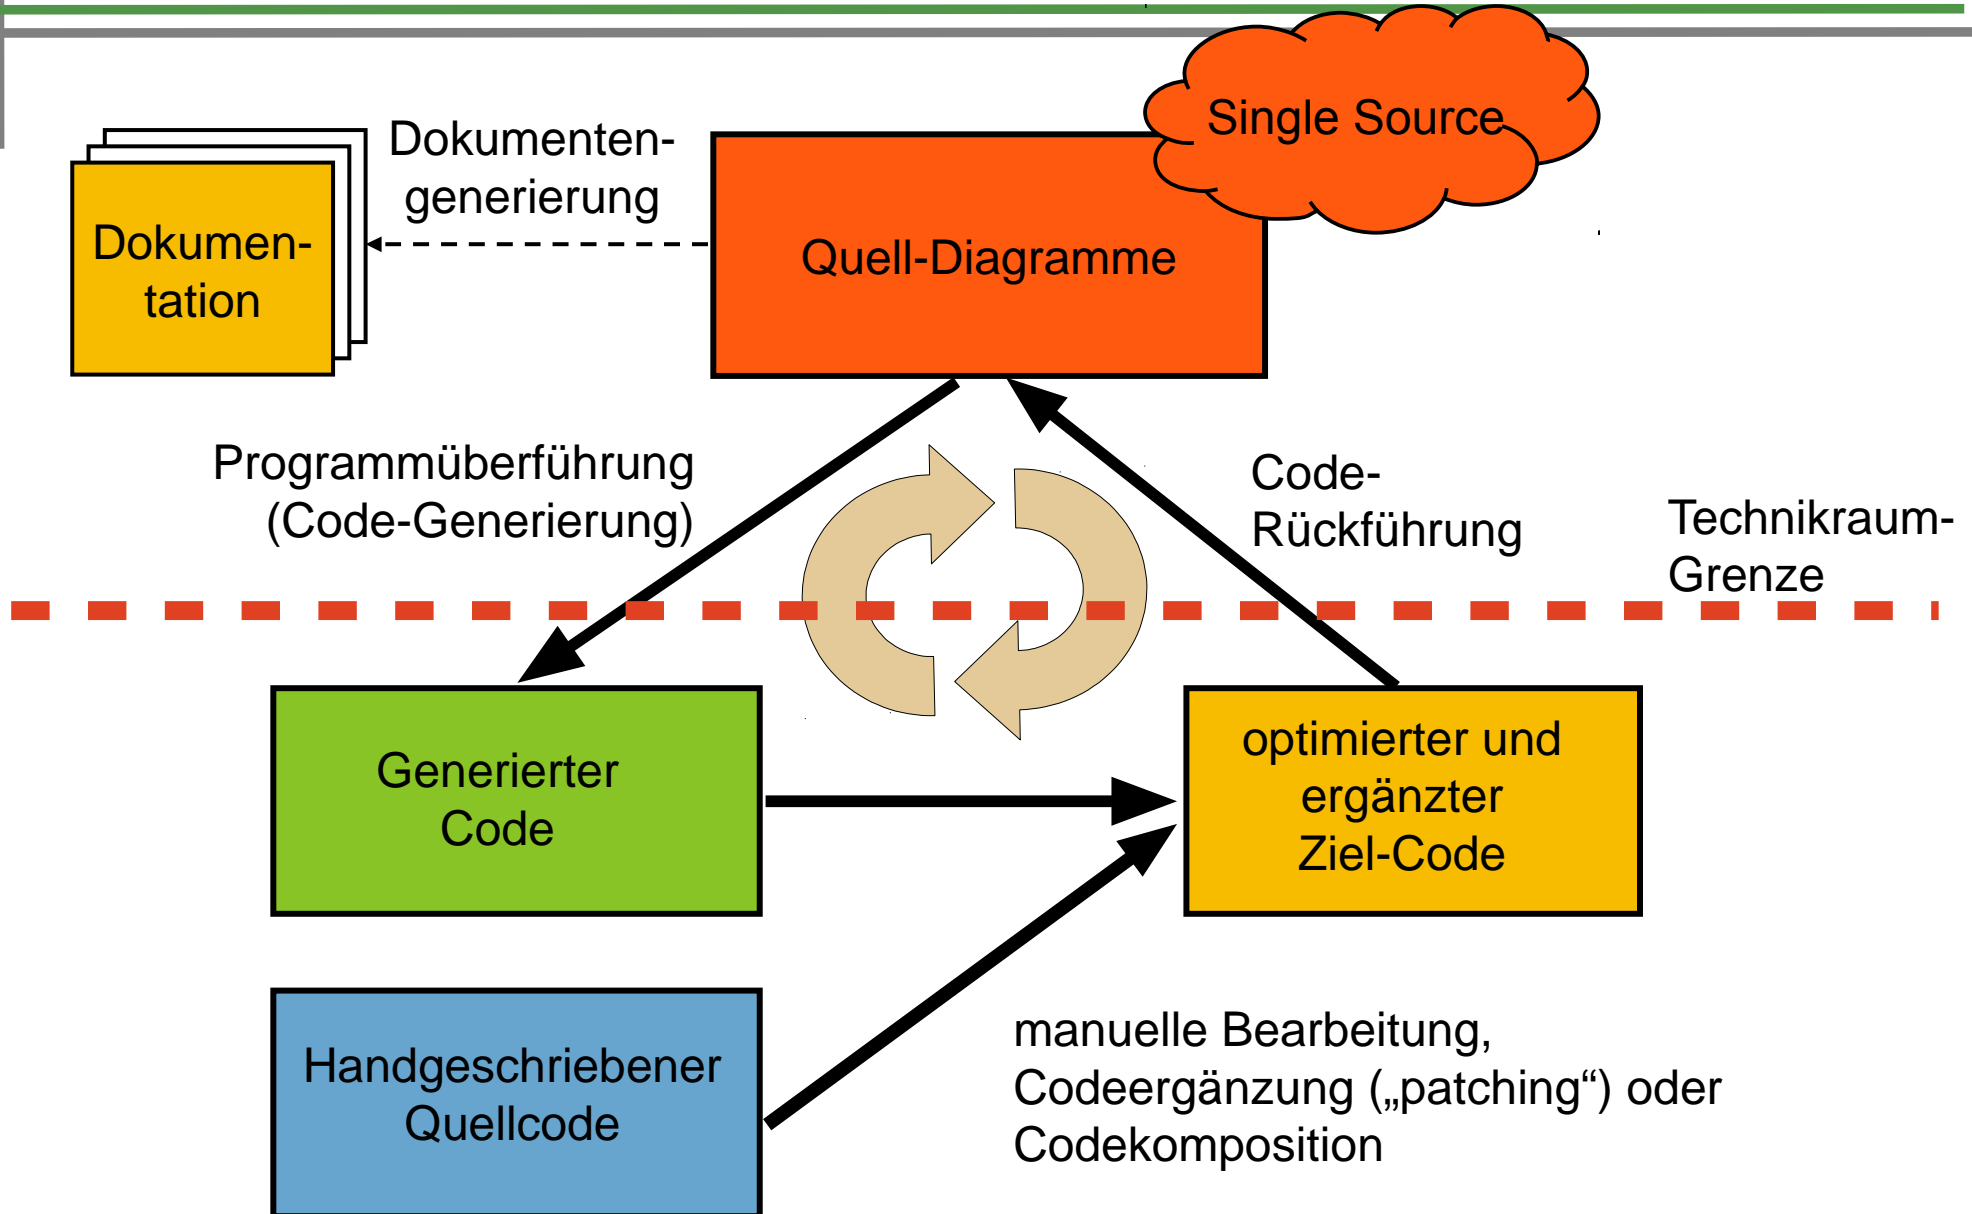 Single Source
Dokumenten-
generierung
Dokumen-
tation
Quell-Diagramme
Programmüberführung
(Code-Generierung)
Code-
Rückführung
Technikraum-
Grenze
Generierter
Code
optimierter und
ergänzter
Ziel-Code
Handgeschriebener
Quellcode
manuelle Bearbeitung,
Codeergänzung („patching“) oder
Codekomposition